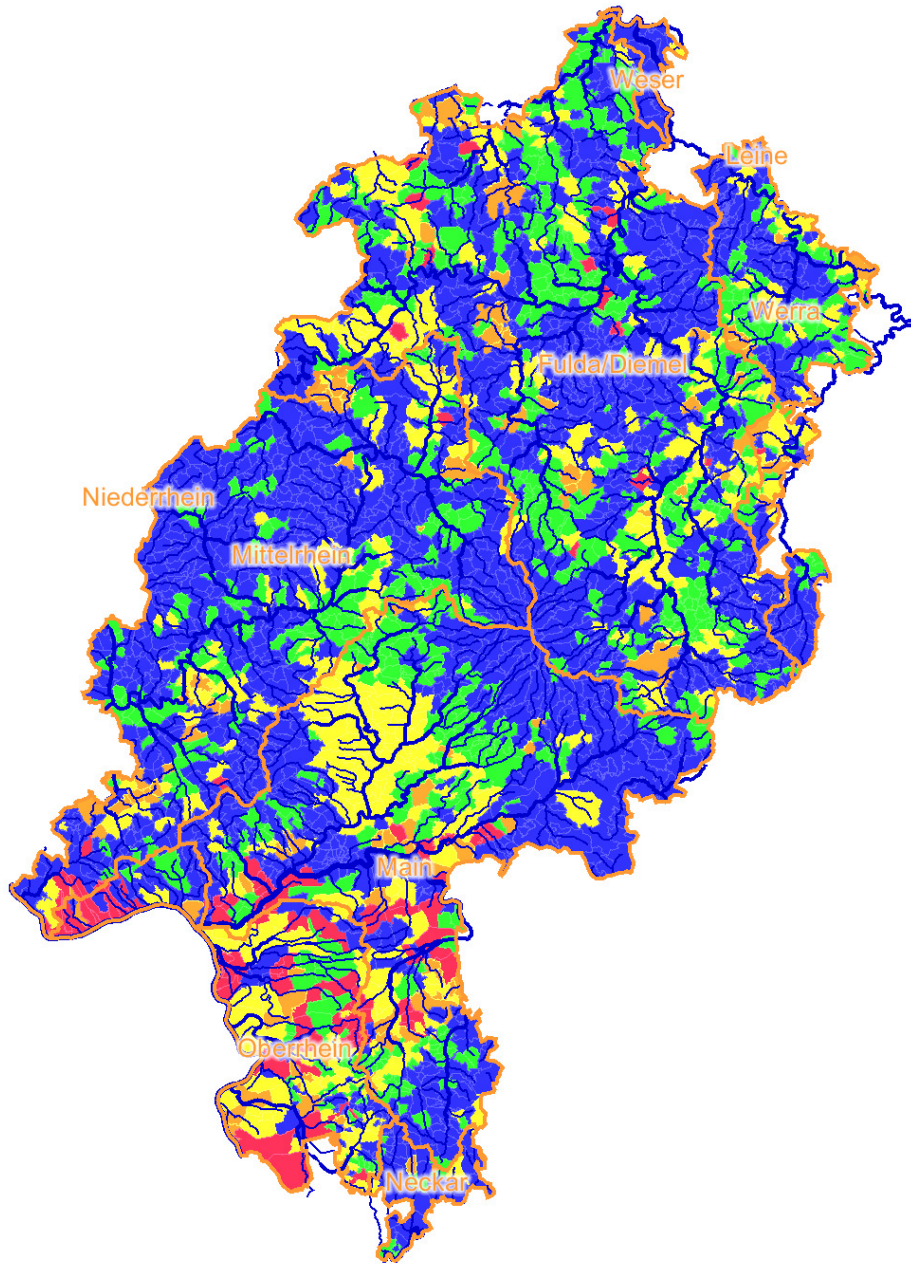 Weser
Leine
Werra
Fulda/Diemel
Niederrhein
Mittelrhein
Main
Oberrhein
Neckar